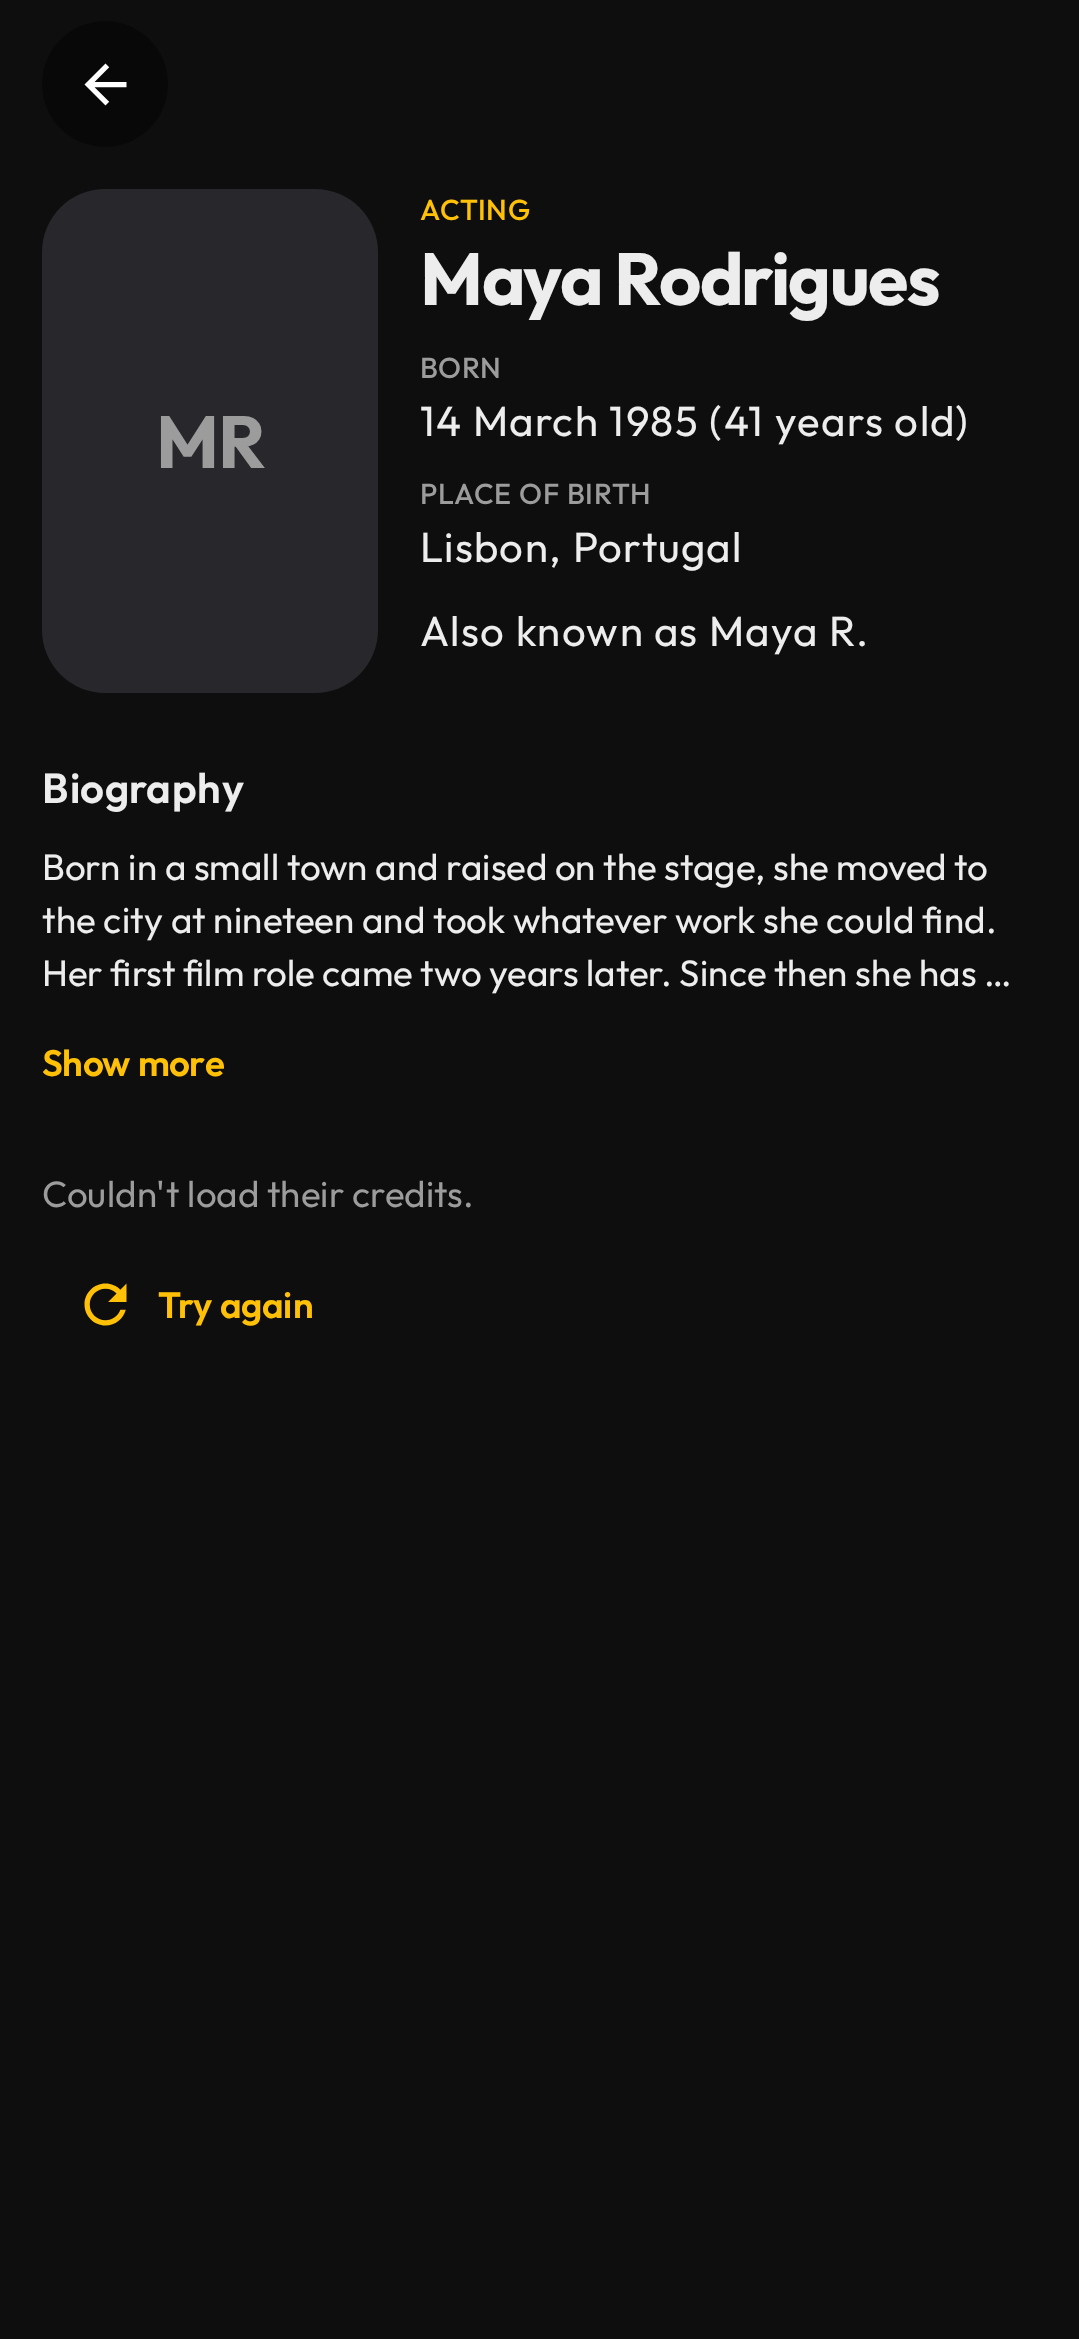 ACTING
Maya Rodrigues
BORN
14 March 1985 (41 years old)
PLACE OF BIRTH
Lisbon, Portugal
Also known as Maya R.
MR
Biography
Born in a small town and raised on the stage, she moved to
the city at nineteen and took whatever work she could find.
Her first film role came two years later. Since then she has ...
Show more
Couldn't load their credits.
Try again